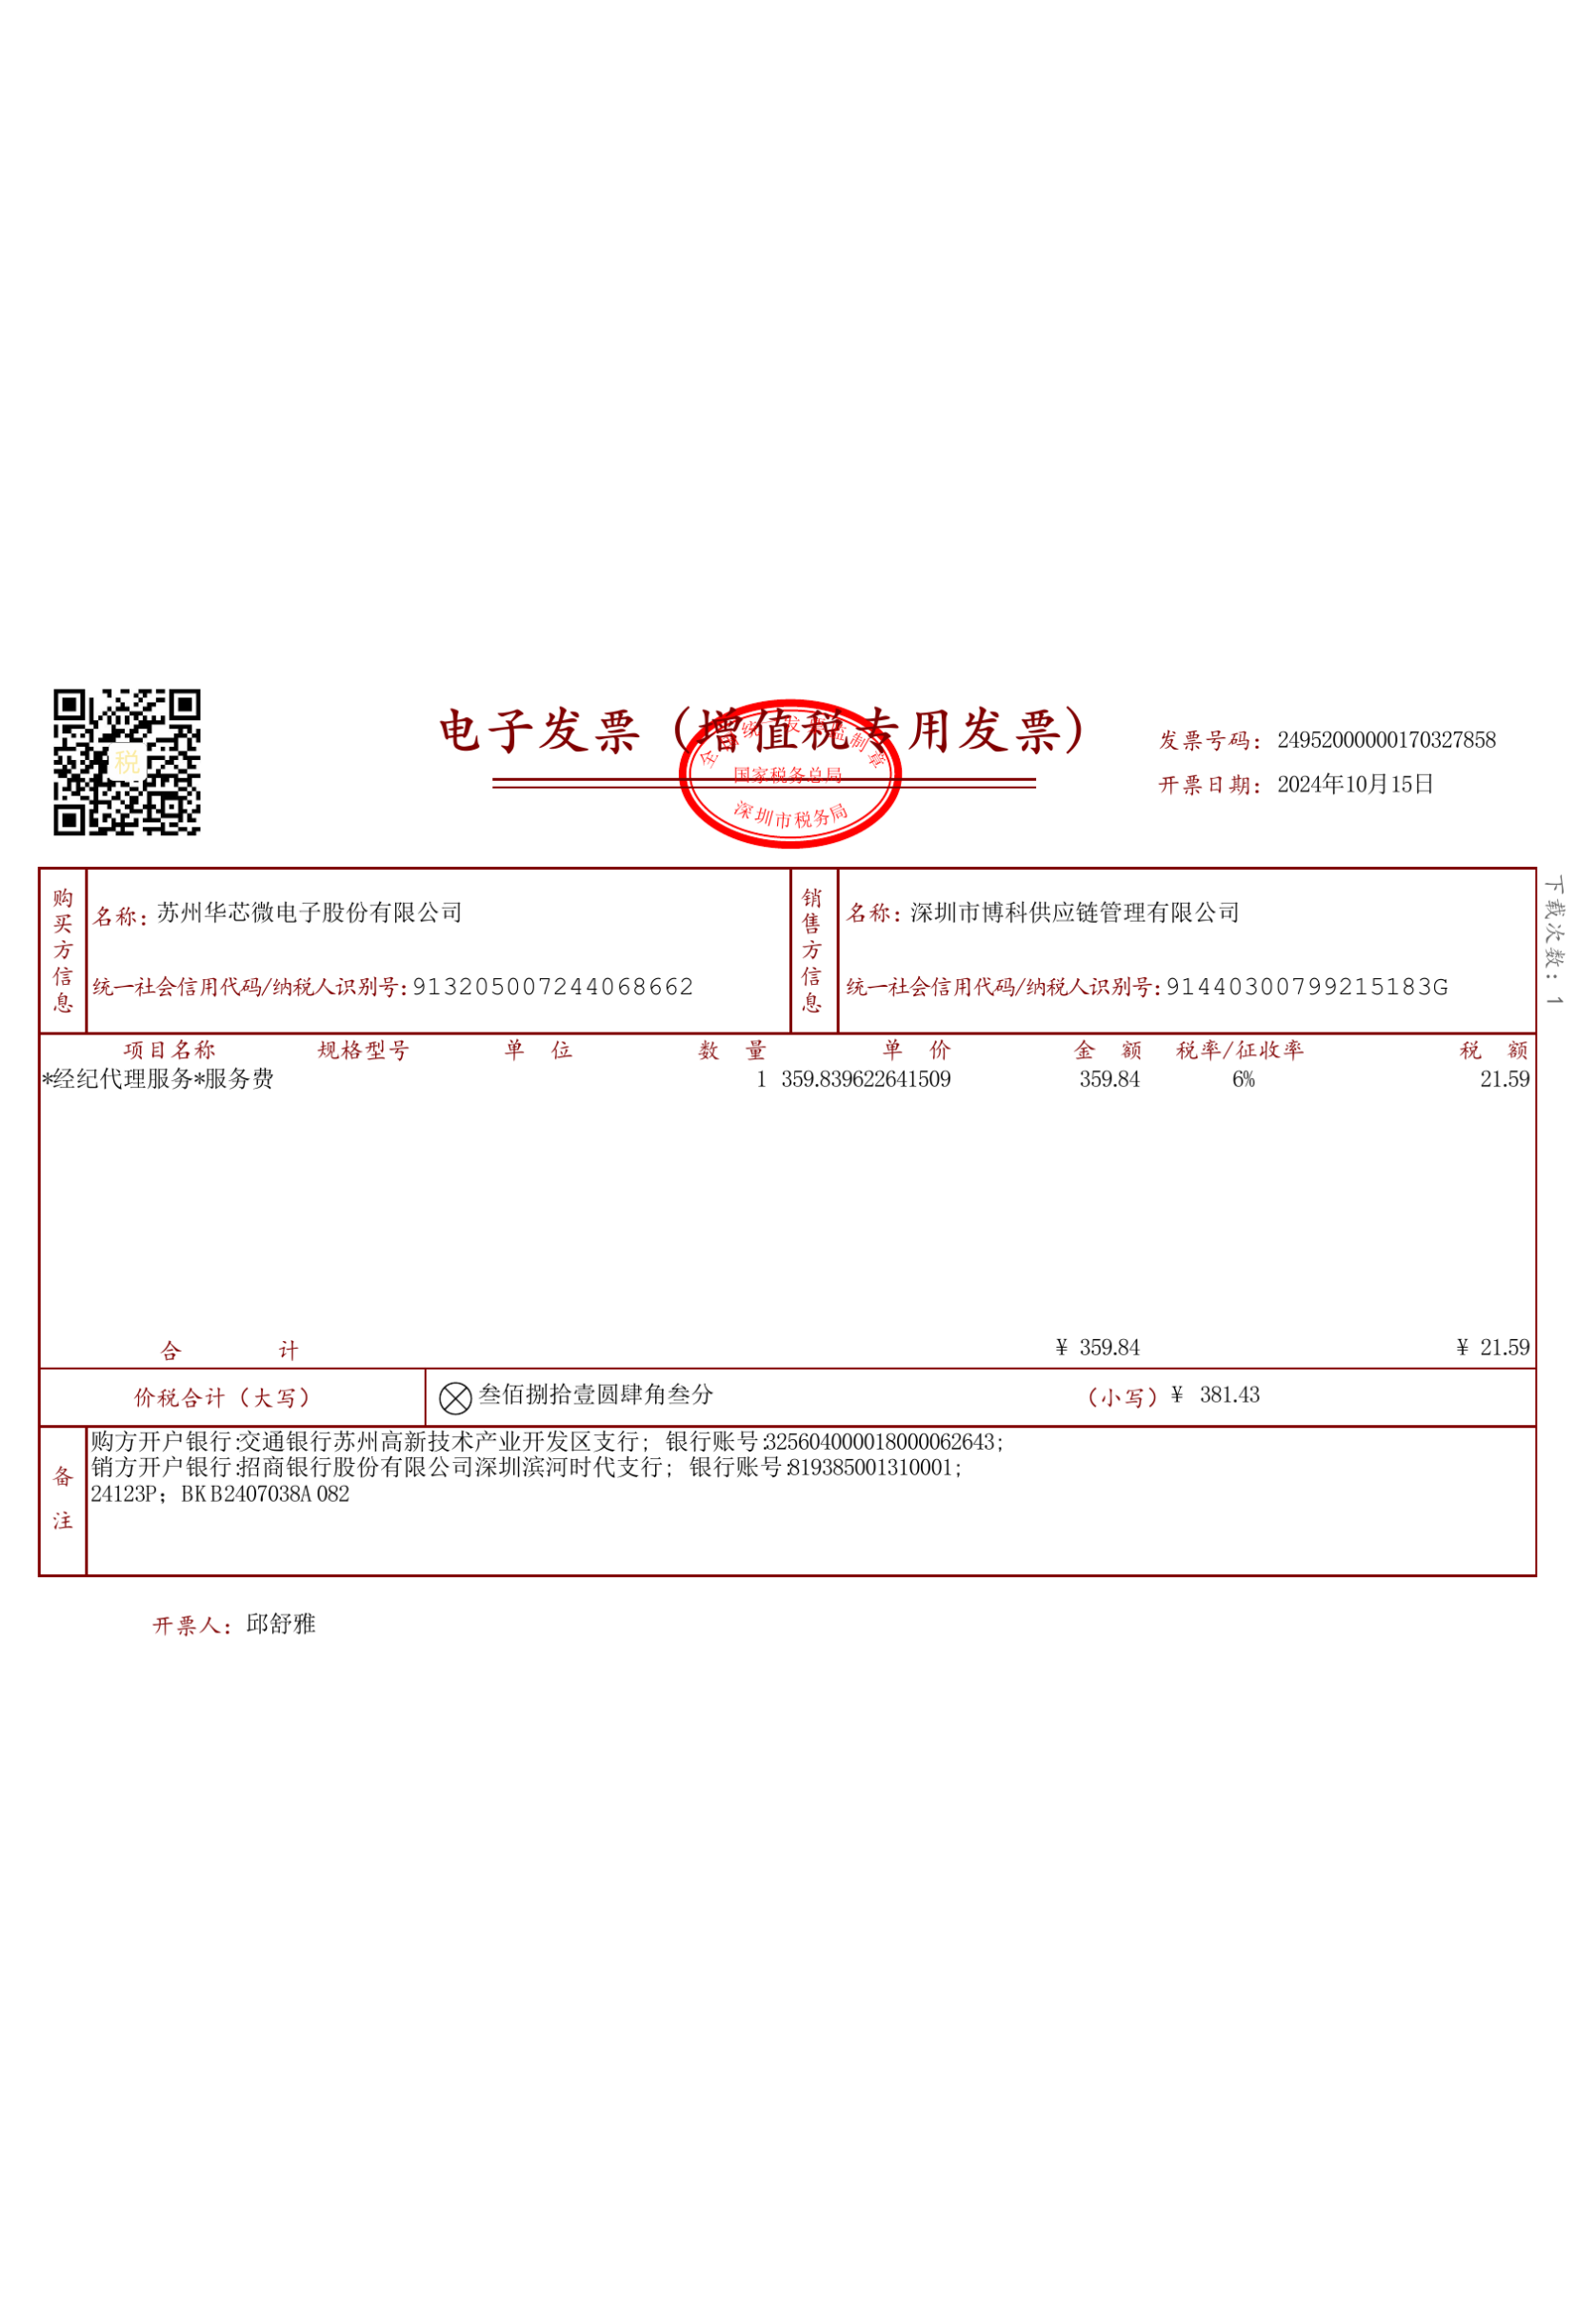 电子发票（增值税专用发票）
全国统一发票监制章
国家税务总局
深圳市税务局
税
发票号码：24952000000170327858
开票日期：2024年10月15日
下载次数：1
购买方信息
名称：苏州华芯微电子股份有限公司
统一社会信用代码/纳税人识别号：913205007244068662
销售方信息
名称：深圳市博科供应链管理有限公司
统一社会信用代码/纳税人识别号：91440300799215183G
项目名称 规格型号 单 位 数 量 单 价 金 额 税率/征收率 税 额
*经纪代理服务*服务费 1 359.839622641509 359.84 6% 21.59
合 计 ¥ 359.84 ¥ 21.59
价税合计（大写） 叁佰捌拾壹圆肆角叁分 （小写）¥ 381.43
备注
购方开户银行:交通银行苏州高新技术产业开发区支行； 银行账号:325604000018000062643；
销方开户银行:招商银行股份有限公司深圳滨河时代支行； 银行账号:819385001310001；
24123P；BKB2407038A082
开票人：邱舒雅